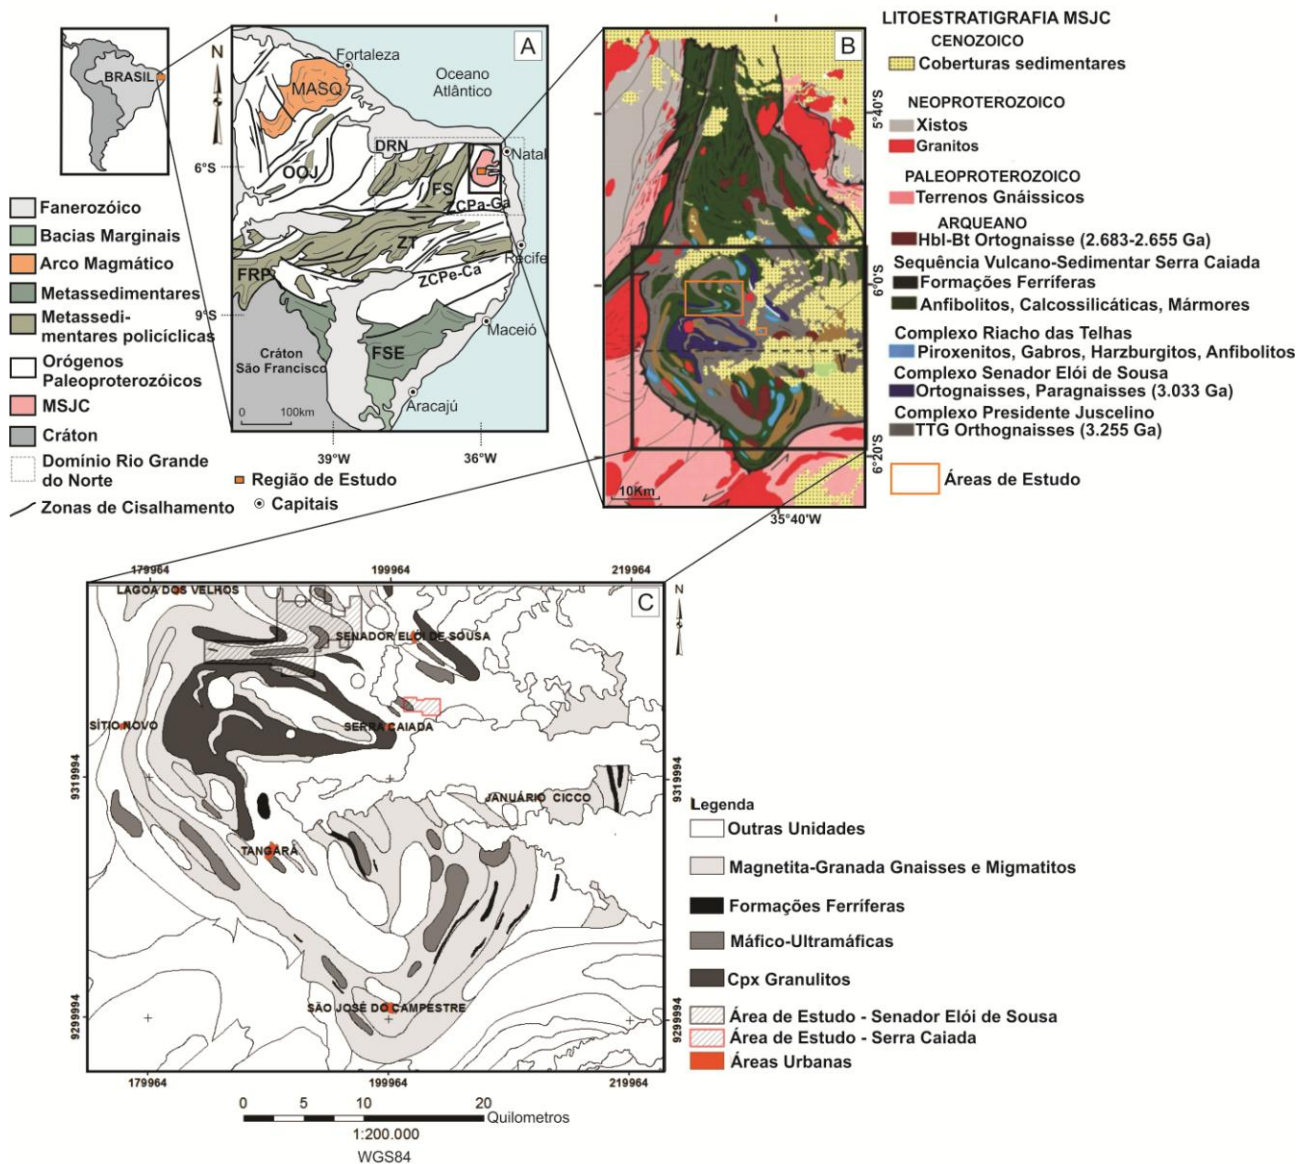 BRASIL
N
A
Fortaleza
Oceano
Atlântico
MASQ
DRN
Natal
6°S
OOJ
FS
ZCPa-Ga
ZT
Recife
FRP
ZCPe-Ca
9°S
Maceió
Cráton
São Francisco
FSE
Aracajú
0 100km
39°W 36°W
Fanerozóico
Bacias Marginais
Arco Magmático
Metassedimentares
Metassedi-
mentares policíclicas
Orógenos
Paleoproterozóicos
MSJC
Cráton
Domínio Rio Grande
do Norte
Zonas de Cisalhamento
Região de Estudo
Capitais
B
5°40'S
6°0'S
6°20'S
10Km
35°40'W
LITOESTRATIGRAFIA MSJC
CENOZOICO
Coberturas sedimentares
NEOPROTEROZOICO
Xistos
Granitos
PALEOPROTEROZOICO
Terrenos Gnáissicos
ARQUEANO
Hbl-Bt Ortognaisse (2.683-2.655 Ga)
Sequência Vulcano-Sedimentar Serra Caiada
Formações Ferríferas
Anfibolitos, Calcossilicáticas, Mármores
Complexo Riacho das Telhas
Piroxenitos, Gabros, Harzburgitos, Anfibolitos
Complexo Senador Elói de Sousa
Ortognaisses, Paragnaisses (3.033 Ga)
Complexo Presidente Juscelino
TTG Orthognaisses (3.255 Ga)
Áreas de Estudo
179964 199964 219964
C
N
LAGOA DOS VELHOS
SENADOR ELÓI DE SOUSA
SÍTIO NOVO
SERRA CAIADA
9319994 9319994
JANUÁRIO CICCO
TANGARÁ
SÃO JOSÉ DO CAMPESTRE
9299994 9299994
179964 199964 219964
0 5 10 20
Quilometros
1:200.000
WGS84
Legenda
Outras Unidades
Magnetita-Granada Gnaisses e Migmatitos
Formações Ferríferas
Máfico-Ultramáficas
Cpx Granulitos
Área de Estudo - Senador Elói de Sousa
Área de Estudo - Serra Caiada
Áreas Urbanas